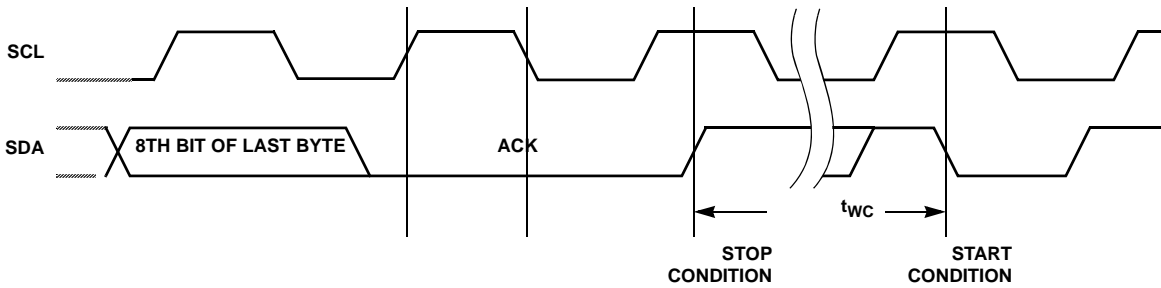 SCL
SDA
8TH BIT OF LAST BYTE
ACK
tWC
STOP
CONDITION
START
CONDITION